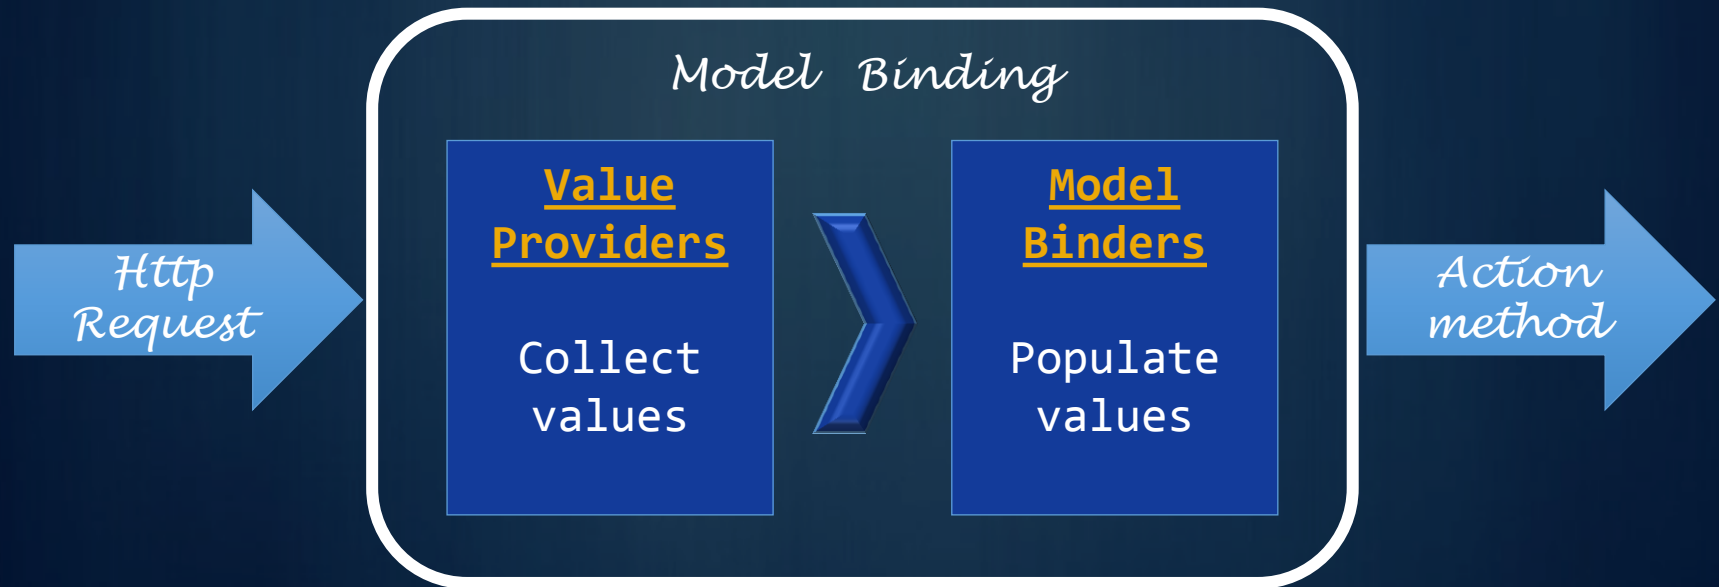 Model Binding
Http
Request
Value
Providers
Collect
values
Model
Binders
Populate
values
Action
method